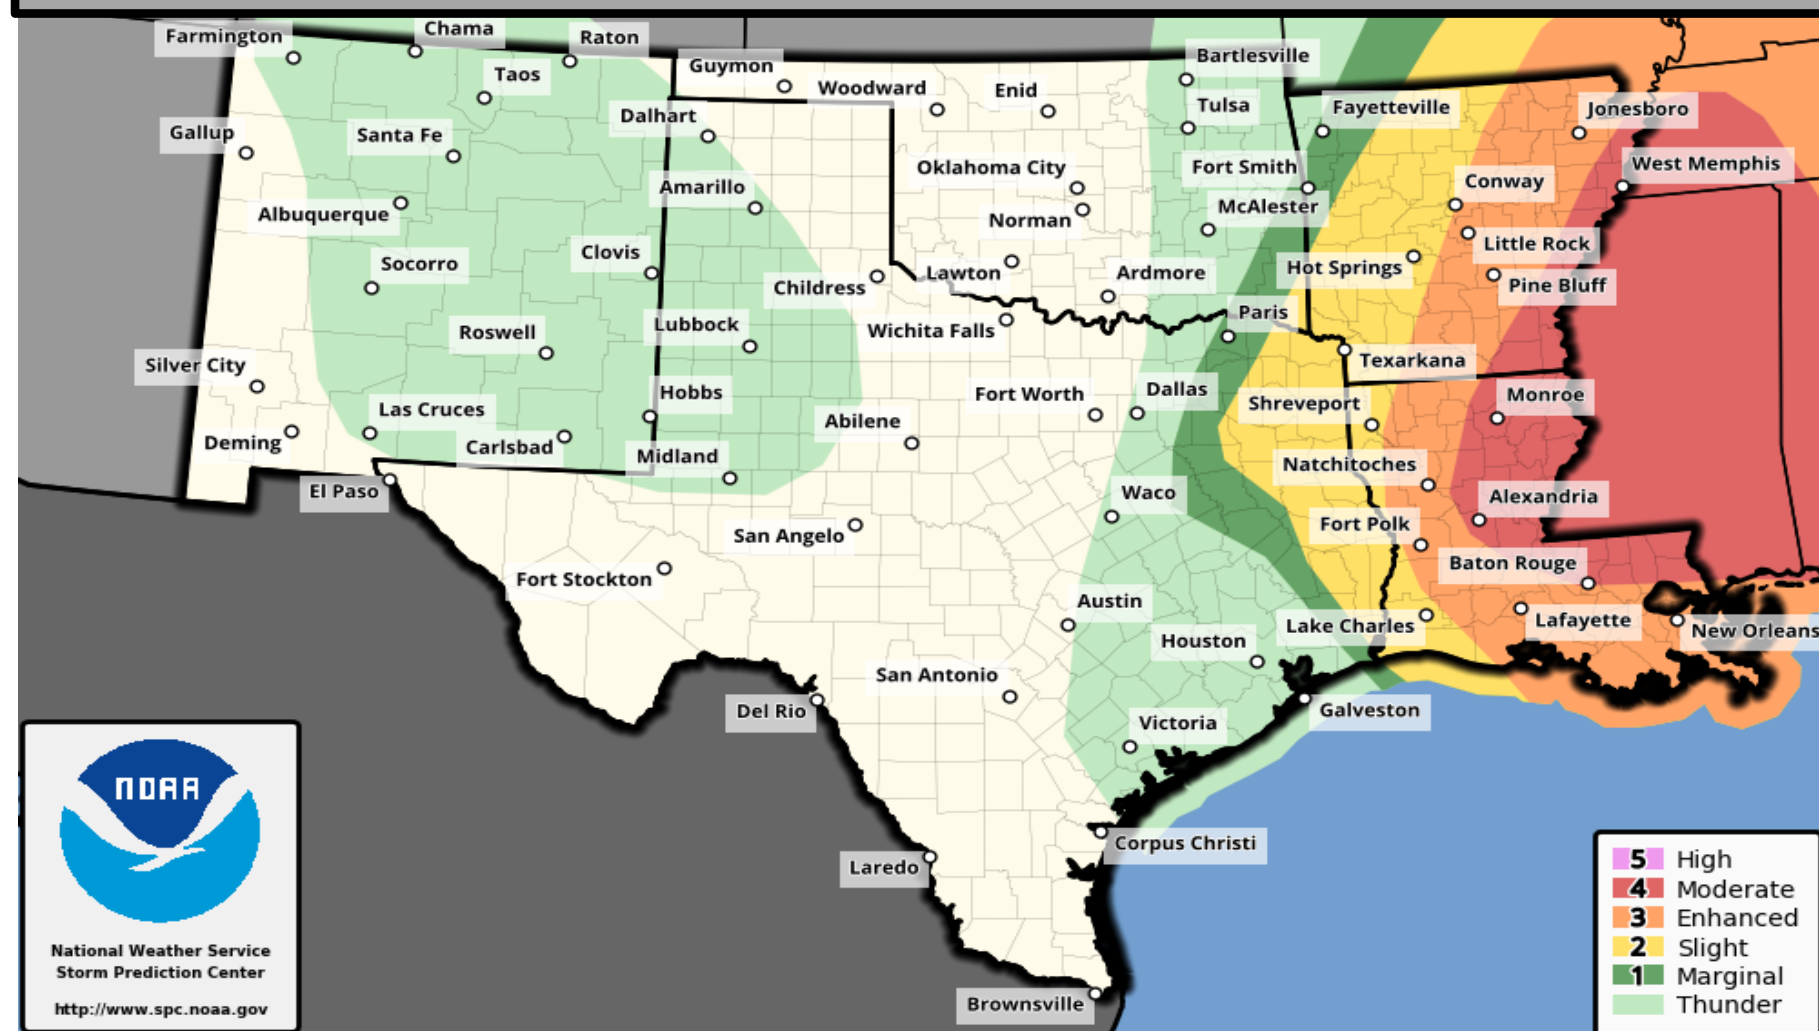 Farmington
Chama
Raton
Taos
Guymon
Woodward
Enid
Bartlesville
Tulsa
Fayetteville
Jonesboro
Gallup
Santa Fe
Dalhart
Oklahoma City
Fort Smith
West Memphis
Albuquerque
Amarillo
Norman
McAlester
Conway
Socorro
Clovis
Childress
Lawton
Ardmore
Hot Springs
Little Rock
Pine Bluff
Roswell
Lubbock
Wichita Falls
Paris
Silver City
Texarkana
Las Cruces
Hobbs
Fort Worth
Dallas
Shreveport
Monroe
Deming
Carlsbad
Midland
Abilene
Natchitoches
El Paso
Waco
Alexandria
San Angelo
Fort Polk
Fort Stockton
Baton Rouge
Austin
Lake Charles
Lafayette
New Orleans
Houston
San Antonio
Del Rio
Victoria
Galveston
Corpus Christi
Laredo
Brownsville
NOAA
National Weather Service
Storm Prediction Center
http://www.spc.noaa.gov
5 High
4 Moderate
3 Enhanced
2 Slight
1 Marginal
Thunder